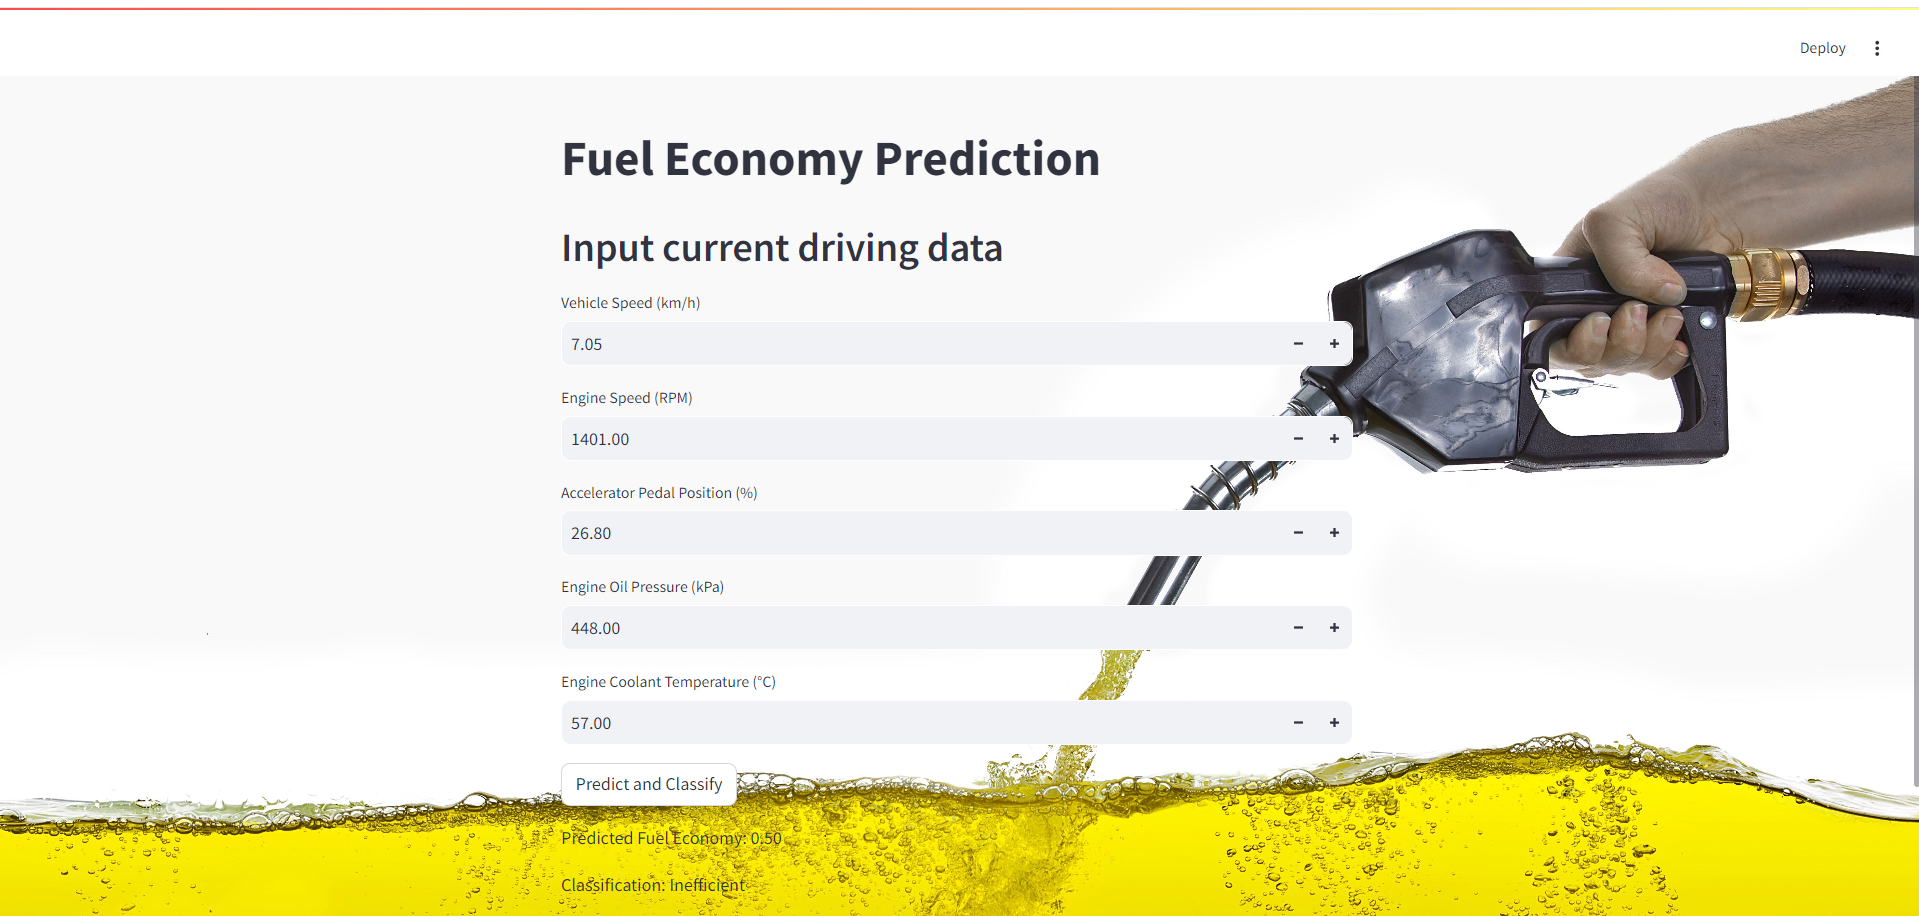 Deploy
Fuel Economy Prediction
Input current driving data
Vehicle Speed (km/h)
7.05
Engine Speed (RPM)
1401.00
Accelerator Pedal Position (%)
26.80
Engine Oil Pressure (kPa)
448.00
Engine Coolant Temperature (°C)
57.00
Predict and Classify
Predicted Fuel Economy: 0.50
Classification: Inefficient